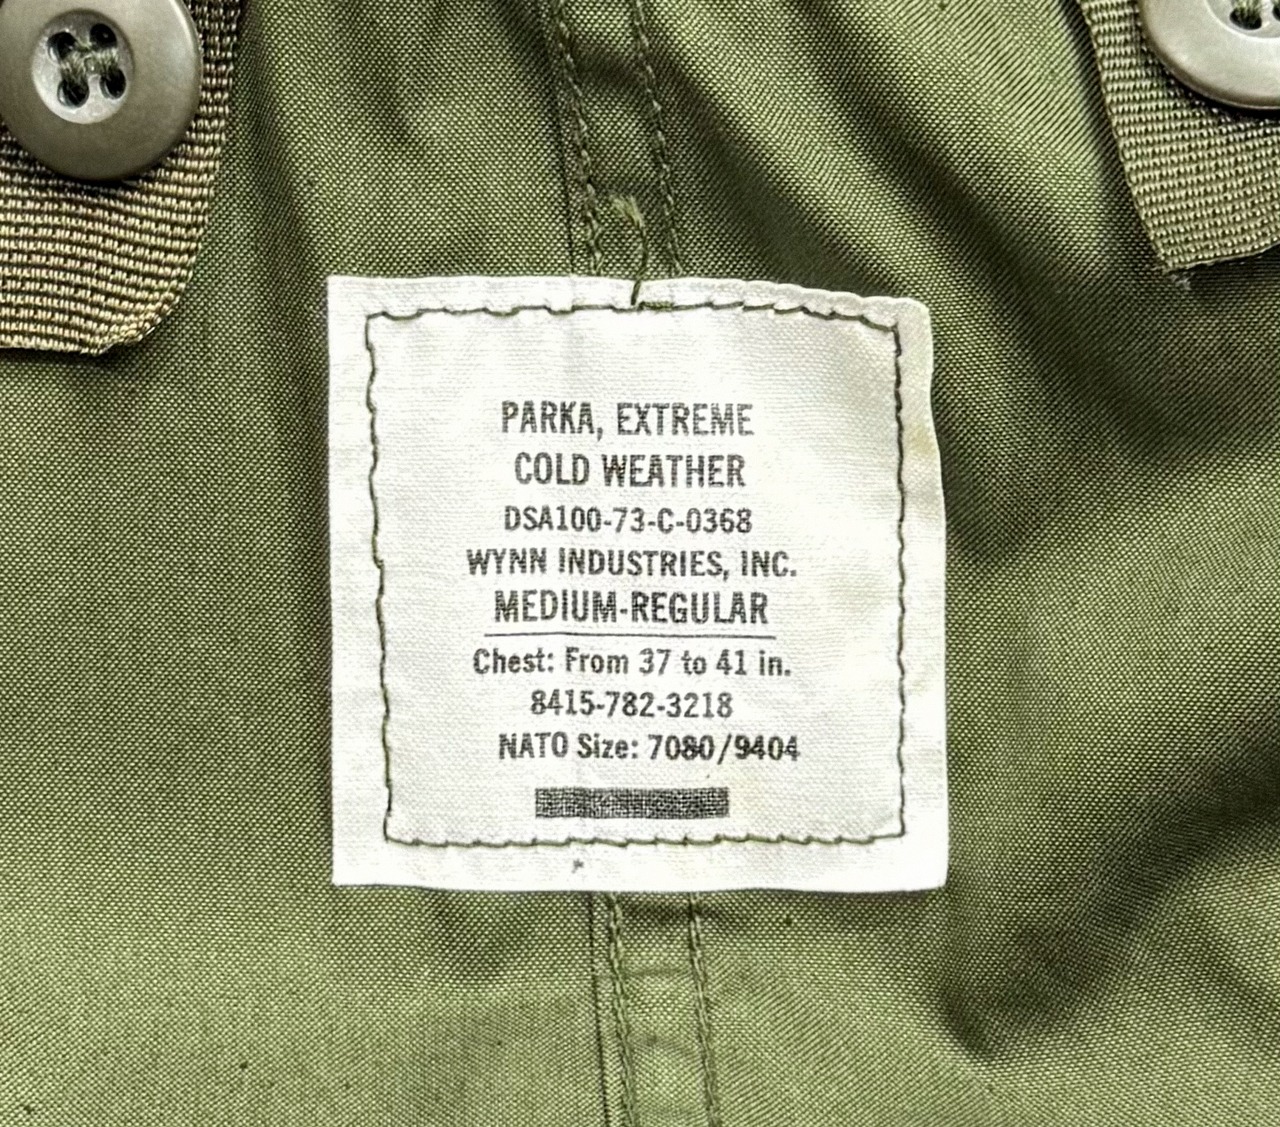 PARKA, EXTREME
COLD WEATHER
DSA100-73-C-0368
WYNN INDUSTRIES, INC.
MEDIUM-REGULAR
Chest: From 37 to 41 in.
8415-782-3218
NATO Size: 7080/9404